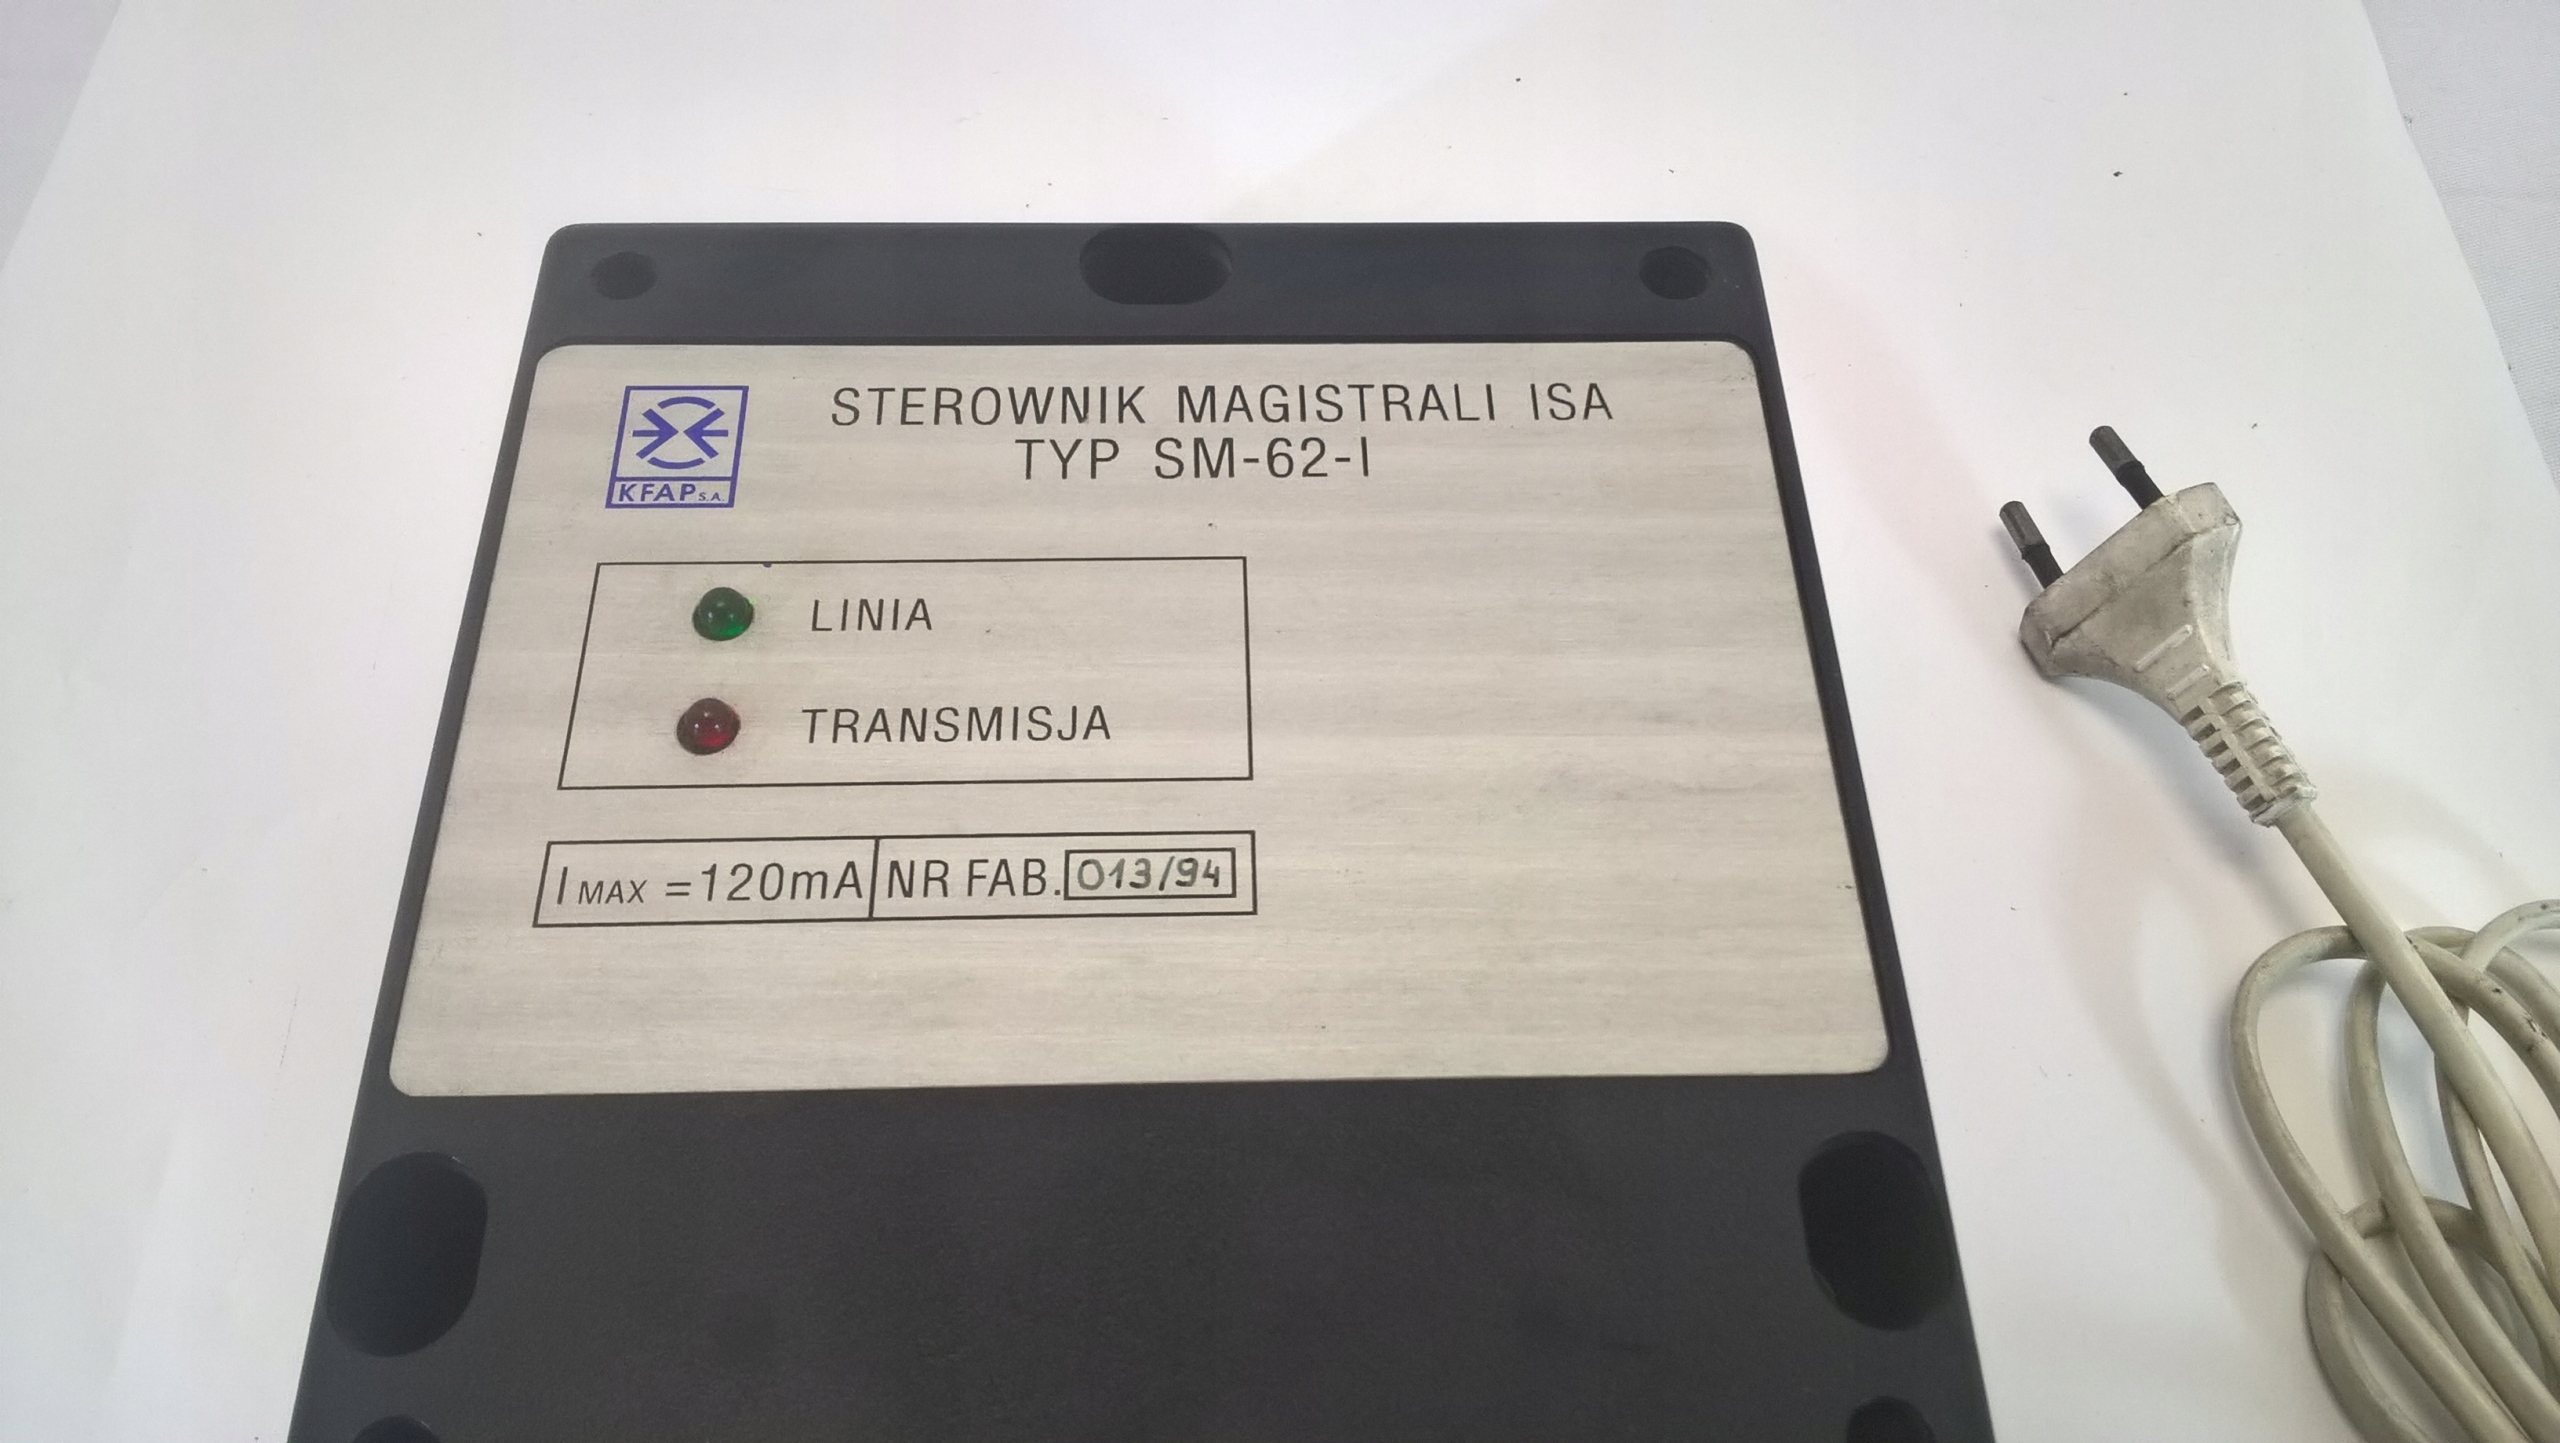 STEROWNIK MAGISTRALI ISA
TYP SM-62-I
KFAP S.A.
LINIA
TRANSMISJA
I MAX =120mA NR FAB. 013/94